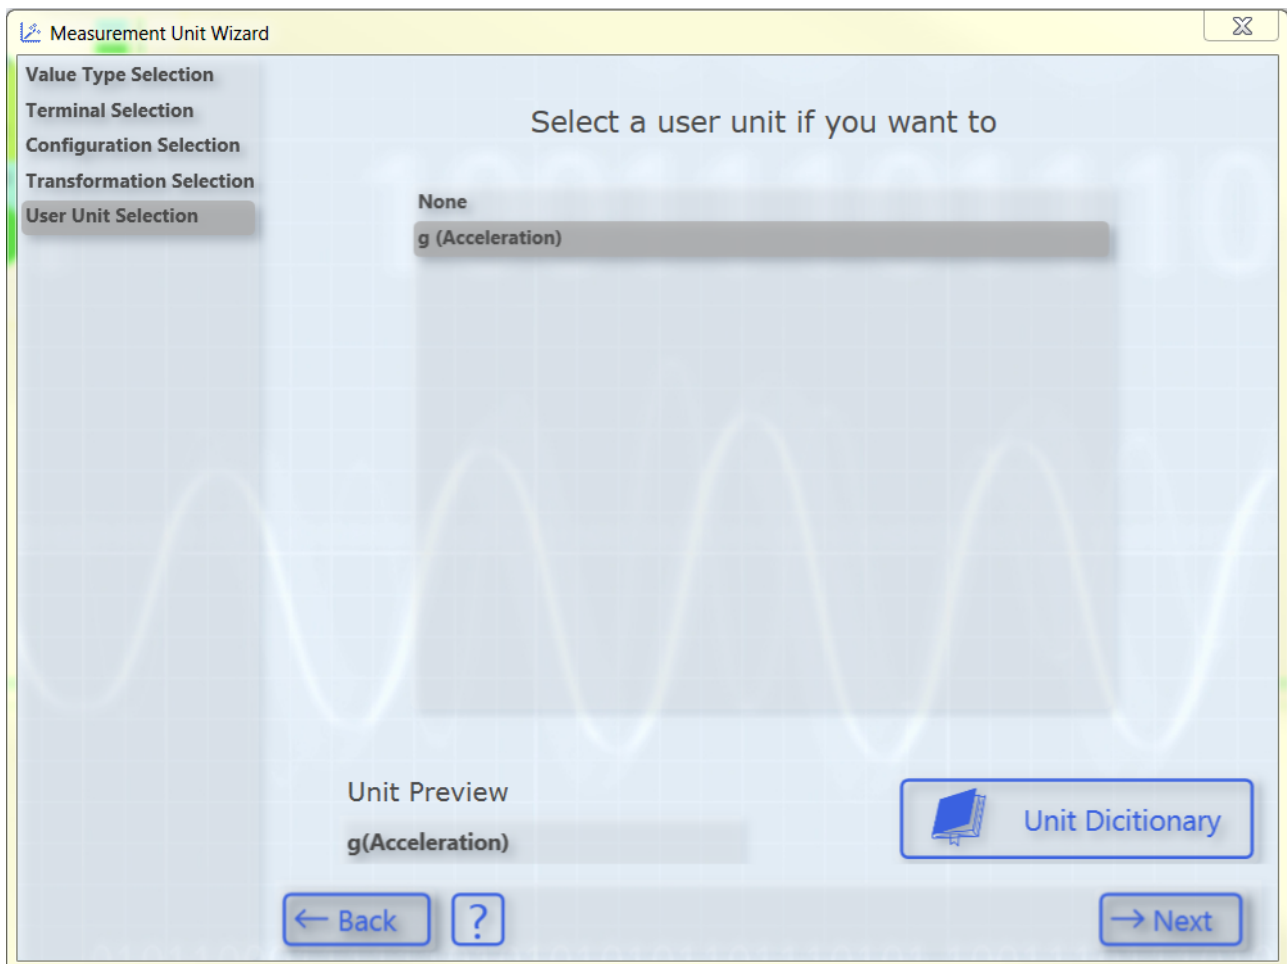 Measurement Unit Wizard
Value Type Selection
Terminal Selection
Configuration Selection
Transformation Selection
User Unit Selection
Select a user unit if you want to
None
g (Acceleration)
Unit Preview
g(Acceleration)
Unit Dicitionary
← Back
?
→ Next